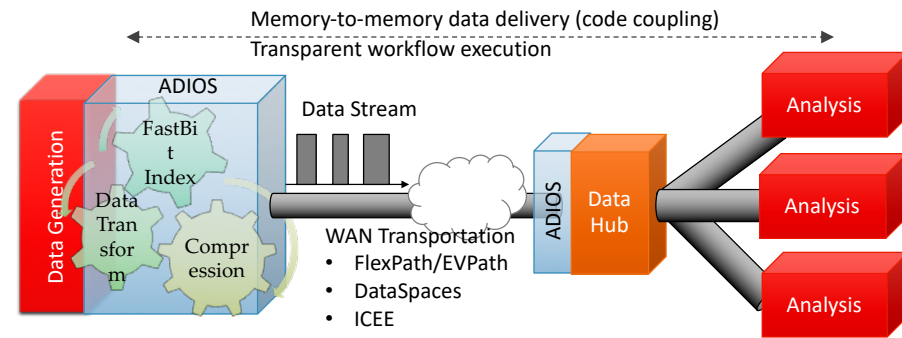 Memory-to-memory data delivery (code coupling)
Transparent workflow execution
ADIOS
Data Generation
FastBi
t
Index
Data
Tran
sfor
m
Compr
ession
Data Stream
WAN Transportation
• FlexPath/EVPath
• DataSpaces
• ICEE
ADIOS
Data
Hub
Analysis
Analysis
Analysis